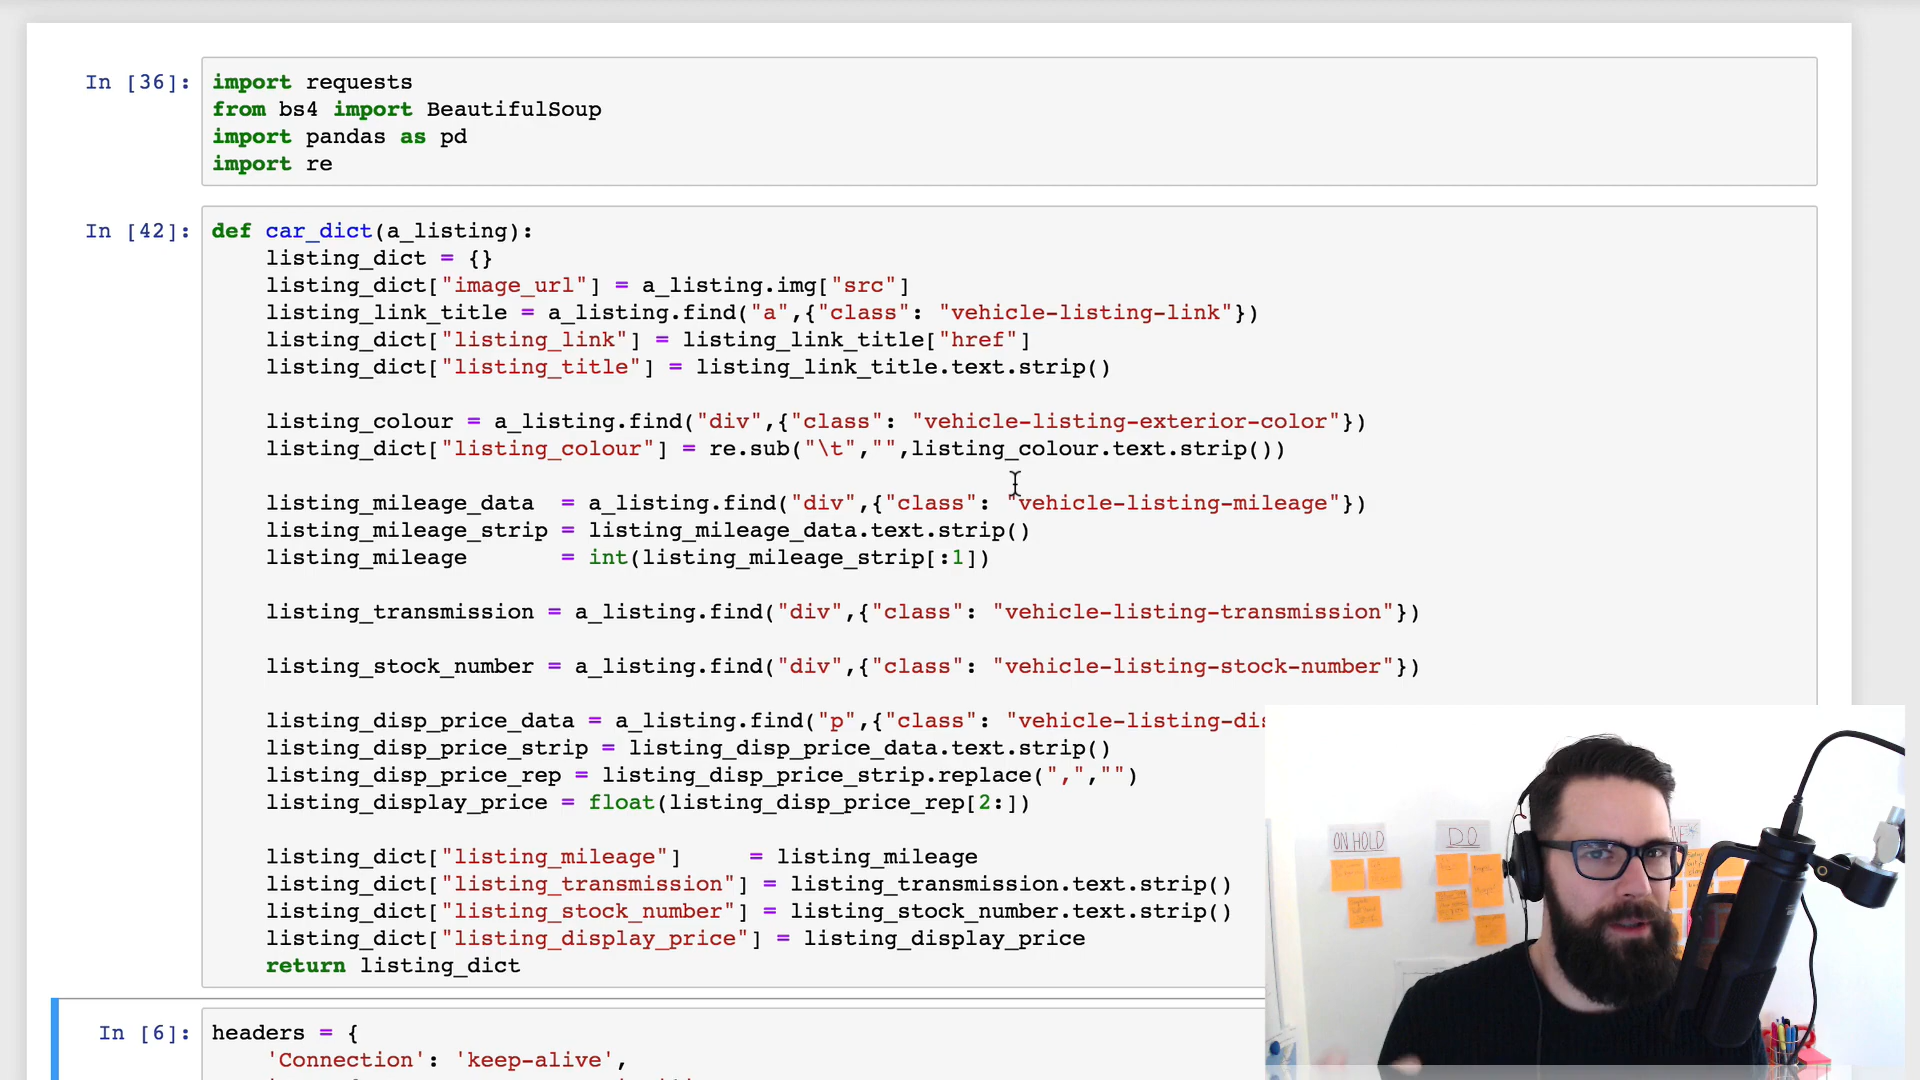 In [36]:
import requests
from bs4 import BeautifulSoup
import pandas as pd
import re
In [42]:
def car_dict(a_listing):
    listing_dict = {}
    listing_dict["image_url"] = a_listing.img["src"]
    listing_link_title = a_listing.find("a",{"class": "vehicle-listing-link"})
    listing_dict["listing_link"] = listing_link_title["href"]
    listing_dict["listing_title"] = listing_link_title.text.strip()
    listing_colour = a_listing.find("div",{"class": "vehicle-listing-exterior-color"})
    listing_dict["listing_colour"] = re.sub("\t","",listing_colour.text.strip())
    listing_mileage_data  = a_listing.find("div",{"class": "vehicle-listing-mileage"})
    listing_mileage_strip = listing_mileage_data.text.strip()
    listing_mileage       = int(listing_mileage_strip[:1])
    listing_transmission = a_listing.find("div",{"class": "vehicle-listing-transmission"})
    listing_stock_number = a_listing.find("div",{"class": "vehicle-listing-stock-number"})
    listing_disp_price_data = a_listing.find("p",{"class": "vehicle-listing-dis
    listing_disp_price_strip = listing_disp_price_data.text.strip()
    listing_disp_price_rep = listing_disp_price_strip.replace(",","")
    listing_display_price = float(listing_disp_price_rep[2:])
    listing_dict["listing_mileage"]     = listing_mileage
    listing_dict["listing_transmission"] = listing_transmission.text.strip()
    listing_dict["listing_stock_number"] = listing_stock_number.text.strip()
    listing_dict["listing_display_price"] = listing_display_price
    return listing_dict
In [6]:
headers = {
    'Connection': 'keep-alive',
ON HOLD
DO